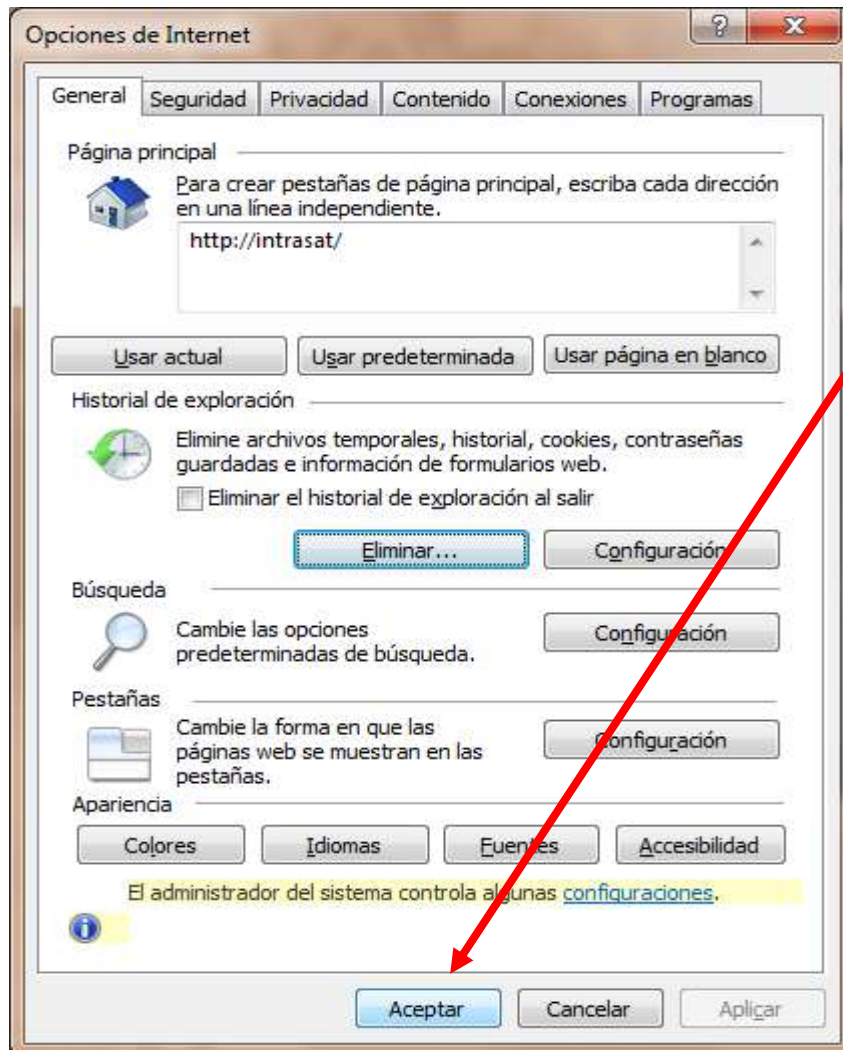 Opciones de Internet
General Seguridad Privacidad Contenido Conexiones Programas
Página principal
Para crear pestañas de página principal, escriba cada dirección
en una línea independiente.
http://intrasat/
Usar actual Usar predeterminada Usar página en blanco
Historial de exploración
Elimine archivos temporales, historial, cookies, contraseñas
guardadas e información de formularios web.
Eliminar el historial de exploración al salir
Eliminar... Configuración
Búsqueda
Cambie las opciones
predeterminadas de búsqueda.
Configuración
Pestañas
Cambie la forma en que las
páginas web se muestran en las
pestañas.
Configuración
Apariencia
Colores Idiomas Fuentes Accesibilidad
El administrador del sistema controla algunas configuraciones.
Aceptar Cancelar Aplicar